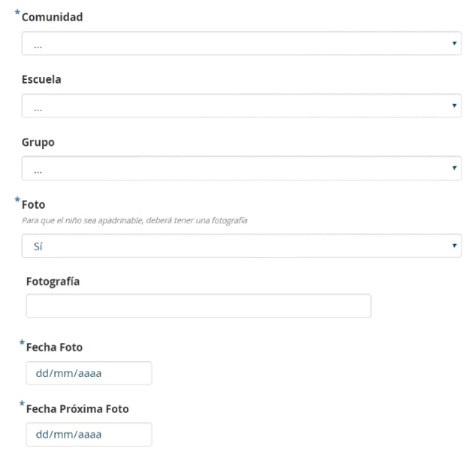 * Comunidad
...
Escuela
...
Grupo
...
* Foto
Para que el niño sea apadrinable, deberá tener una fotografía
Sí
Fotografía
* Fecha Foto
dd/mm/aaaa
* Fecha Próxima Foto
dd/mm/aaaa